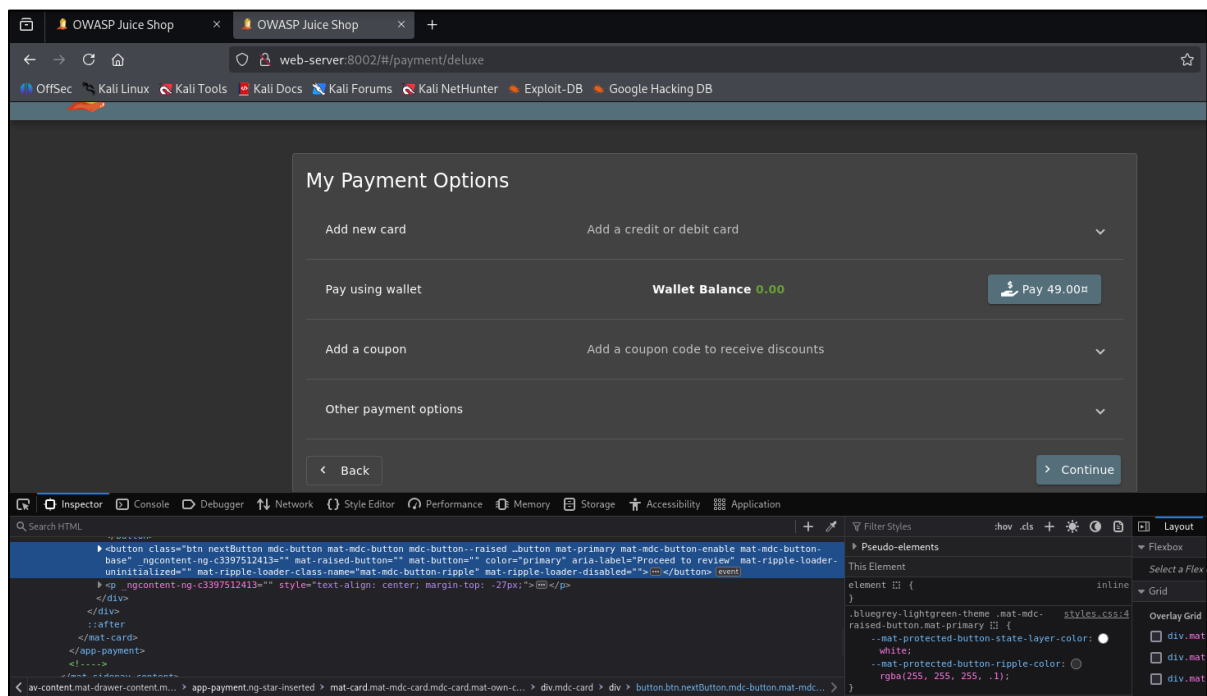 OWASP Juice Shop × OWASP Juice Shop × +
web-server:8002/#/payment/deluxe
OffSec Kali Linux Kali Tools Kali Docs Kali Forums Kali NetHunter Exploit-DB Google Hacking DB
My Payment Options
Add new card Add a credit or debit card
Pay using wallet Wallet Balance 0.00 Pay 49.00¤
Add a coupon Add a coupon code to receive discounts
Other payment options
Back Continue
Inspector Console Debugger Network {} Style Editor Performance Memory Storage Accessibility Application
Search HTML + Filter Styles :hov .cls + Layout
<button class="btn nextButton mdc-button mat-mdc-button mdc-button--raised …button mat-primary mat-mdc-button-enable mat-mdc-button-
base" _ngcontent-ng-c3397512413="" mat-raised-button="" mat-button="" color="primary" aria-label="Proceed to review" mat-ripple-loader-
uninitialized="" mat-ripple-loader-class-name="mat-mdc-button-ripple" mat-ripple-loader-disabled="">…</button> event
<p _ngcontent-ng-c3397512413="" style="text-align: center; margin-top: -27px;">…</p>
</div>
</div>
::after
</mat-card>
</app-payment>
<!---->
</mat-sidenav-content>
av-content.mat-drawer-content.m… > app-payment.ng-star-inserted > mat-card.mat-mdc-card.mdc-card.mat-own-c… > div.mdc-card > div > button.btn.nextButton.mdc-button.mat-mdc…
Pseudo-elements
This Element
element { inline
}
.bluegrey-lightgreen-theme .mat-mdc- styles.css:4
raised-button.mat-primary {
--mat-protected-button-state-layer-color:
white;
--mat-protected-button-ripple-color:
rgba(255, 255, 255, .1);
}
Flexbox
Select a Flex
Grid
Overlay Grid
div.mat
div.mat
div.mat